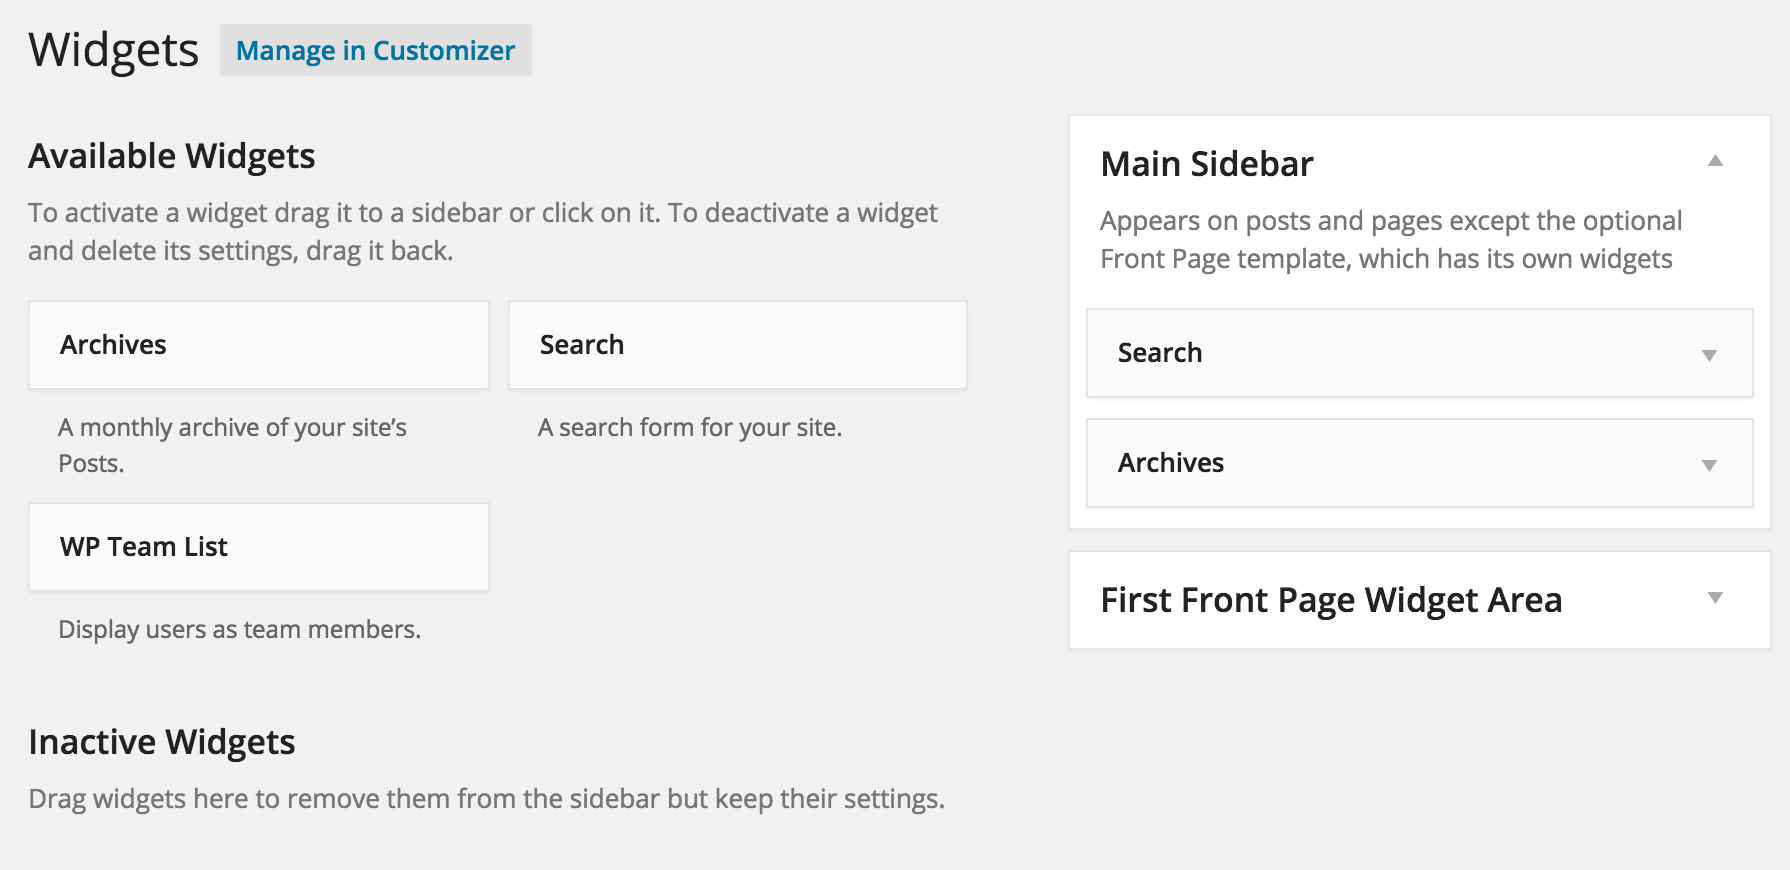 Widgets
Manage in Customizer
Available Widgets
To activate a widget drag it to a sidebar or click on it. To deactivate a widget
and delete its settings, drag it back.
Archives
A monthly archive of your site’s
Posts.
Search
A search form for your site.
WP Team List
Display users as team members.
Inactive Widgets
Drag widgets here to remove them from the sidebar but keep their settings.
Main Sidebar
Appears on posts and pages except the optional
Front Page template, which has its own widgets
Search
Archives
First Front Page Widget Area